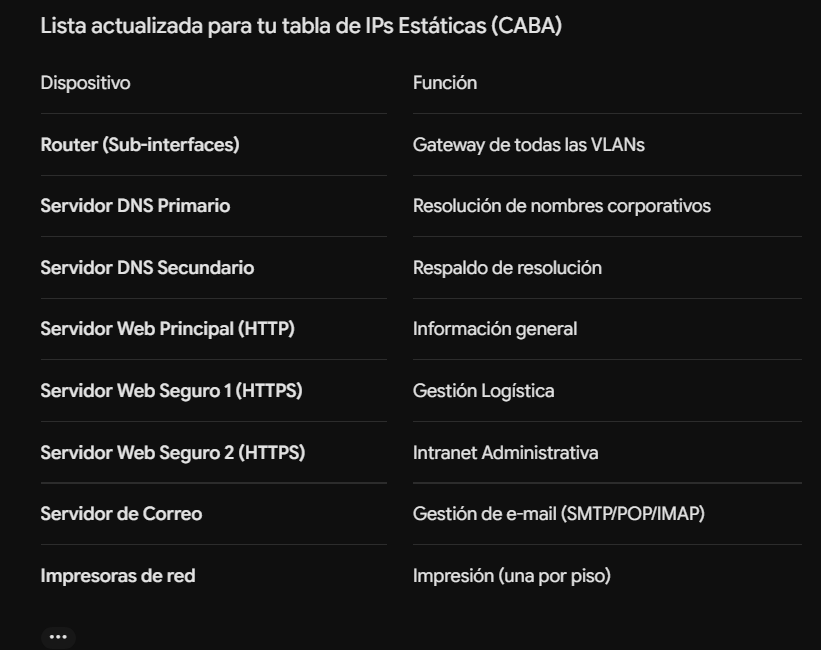 Lista actualizada para tu tabla de IPs Estáticas (CABA)
Dispositivo Función
Router (Sub-interfaces) Gateway de todas las VLANs
Servidor DNS Primario Resolución de nombres corporativos
Servidor DNS Secundario Respaldo de resolución
Servidor Web Principal (HTTP) Información general
Servidor Web Seguro 1 (HTTPS) Gestión Logística
Servidor Web Seguro 2 (HTTPS) Intranet Administrativa
Servidor de Correo Gestión de e-mail (SMTP/POP/IMAP)
Impresoras de red Impresión (una por piso)